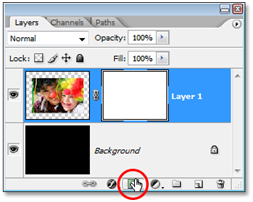 Layers Channels Paths
Normal Opacity: 100%
Lock: Fill: 100%
Layer 1
Background